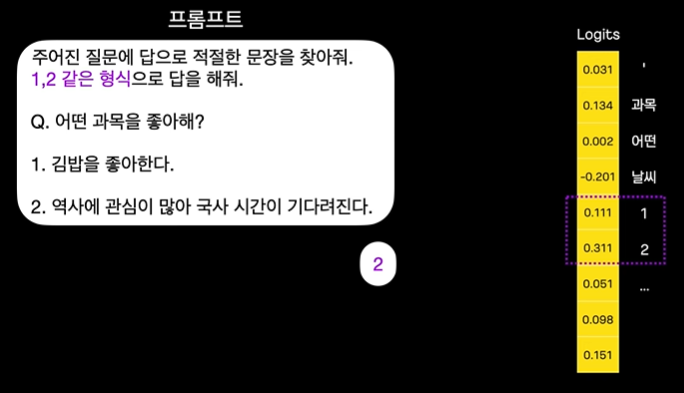 프롬프트
주어진 질문에 답으로 적절한 문장을 찾아줘.
1,2 같은 형식으로 답을 해줘.
Q. 어떤 과목을 좋아해?
1. 김밥을 좋아한다.
2. 역사에 관심이 많아 국사 시간이 기다려진다.
2
Logits
0.031 '
0.134 과목
0.002 어떤
-0.201 날씨
0.111 1
0.311 2
0.051 ...
0.098
0.151